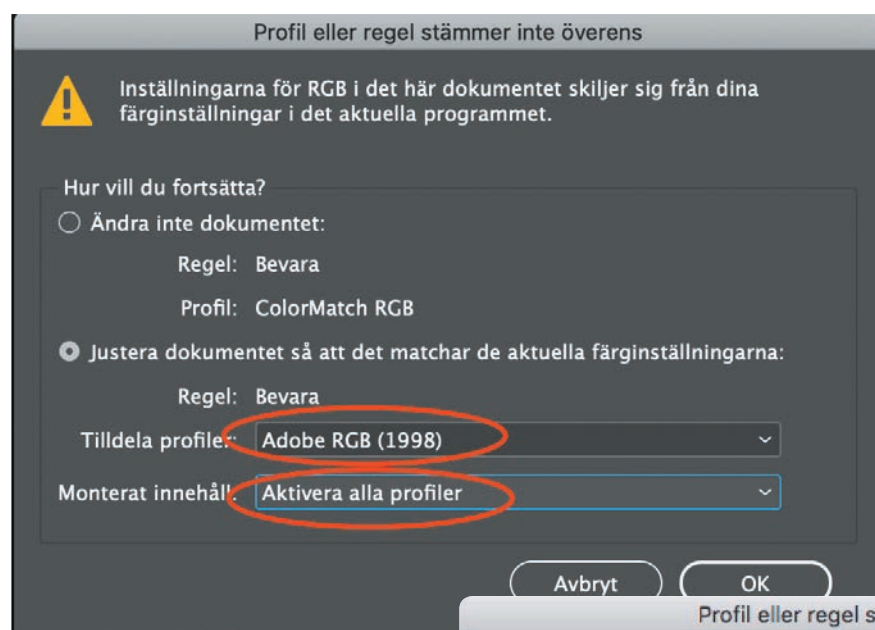 Profil eller regel stämmer inte överens
Inställningarna för RGB i det här dokumentet skiljer sig från dina
färginställningar i det aktuella programmet.
Hur vill du fortsätta?
Ändra inte dokumentet:
Regel: Bevara
Profil: ColorMatch RGB
Justera dokumentet så att det matchar de aktuella färginställningarna:
Regel: Bevara
Tilldela profiler: Adobe RGB (1998)
Monterat innehåll: Aktivera alla profiler
Avbryt OK
Profil eller regel s